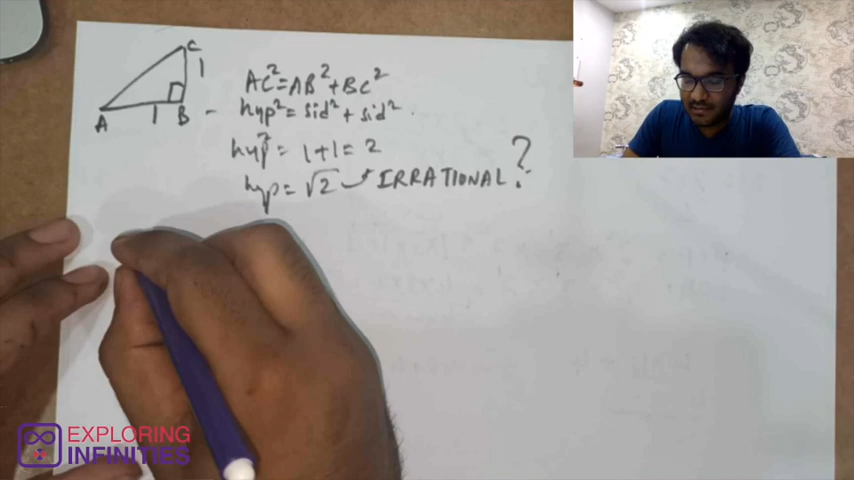 C
1
A
1
B
AC²=AB²+BC²
hyp²=sid²+sid²
hyp²=1+1=2
hyp=√2→IRRATIONAL?
EXPLORING
INFINITIES